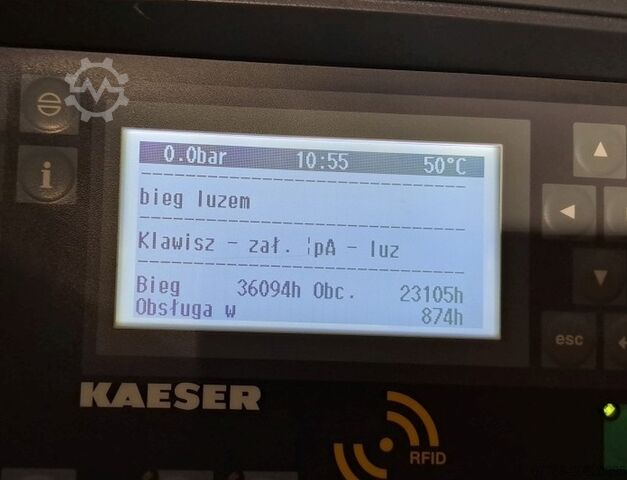 0.0bar 10:55 50°C
bieg luzem
Klawisz - zał. ¦pA - luz
Bieg 36094h Obc. 23105h
Obsługa w 874h
esc
KAESER
RFID